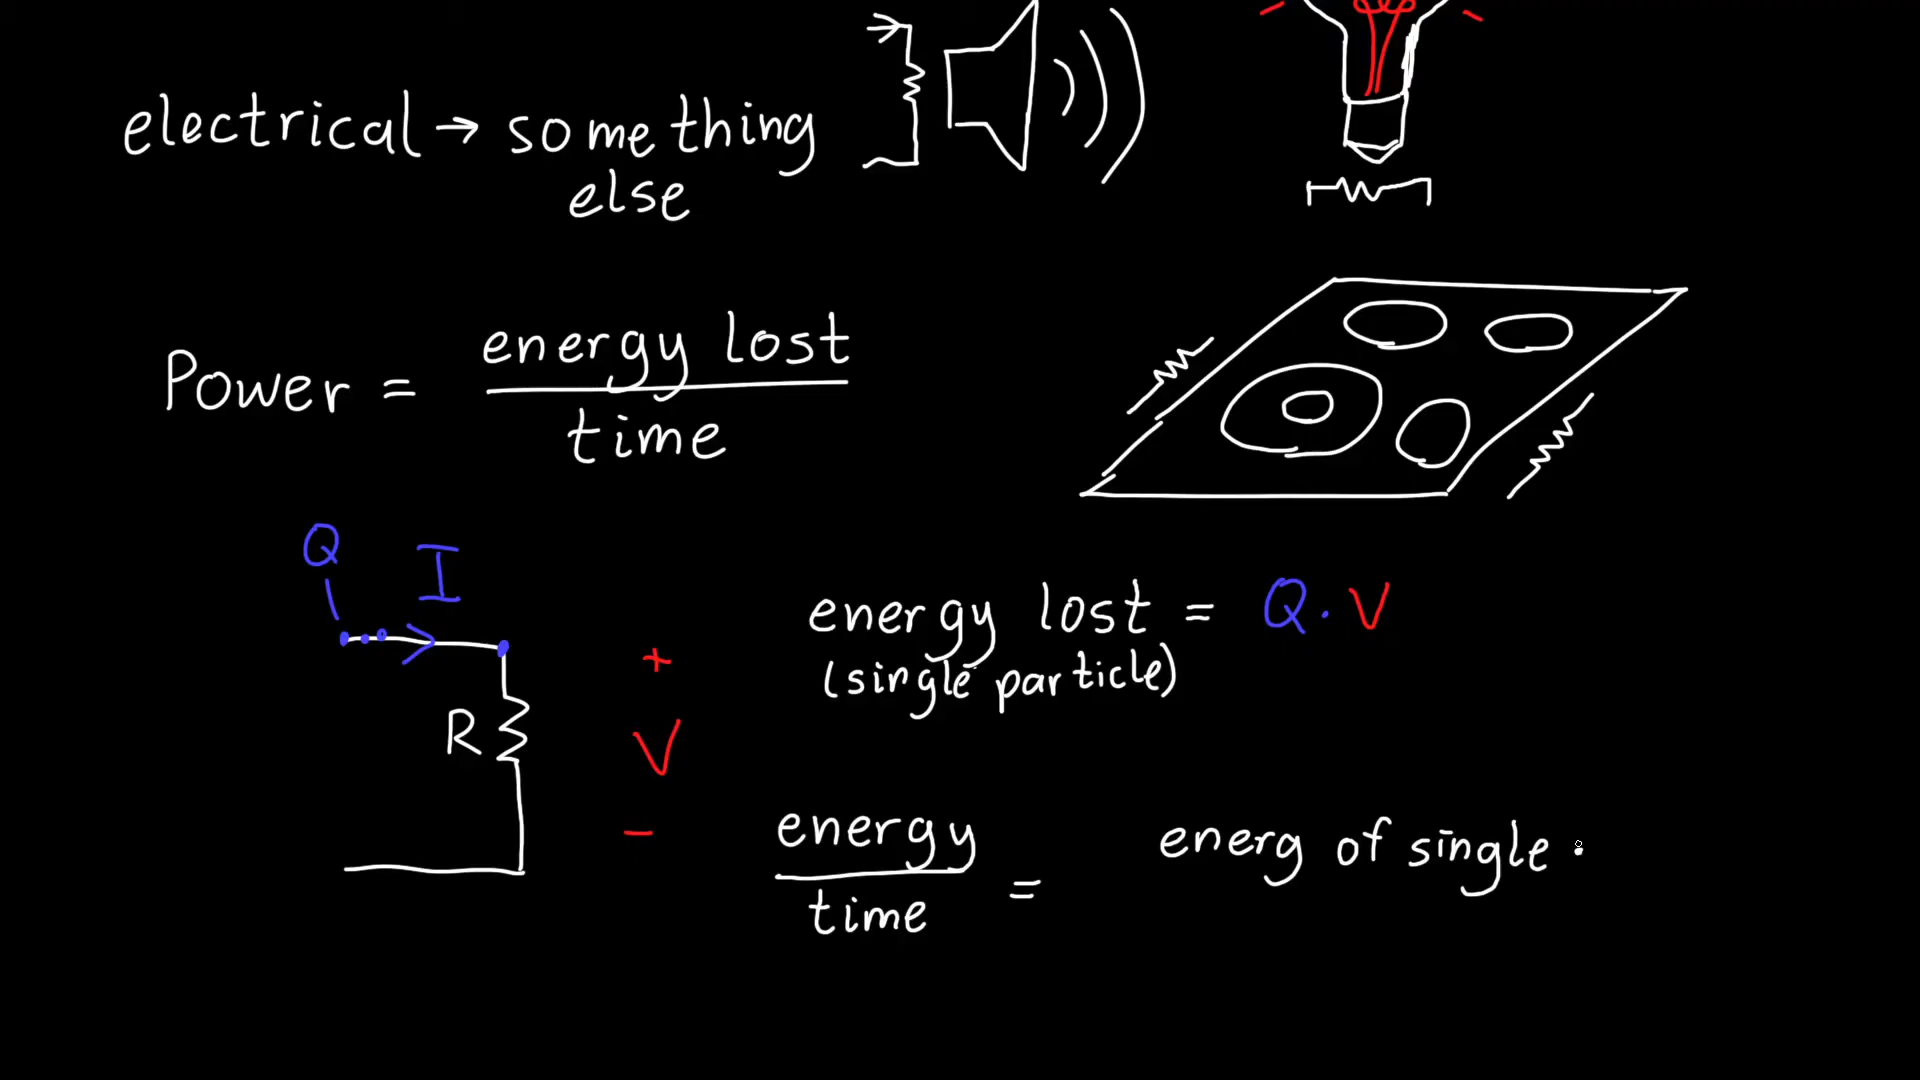 electrical → something
else
Power = energy lost
time
Q I
energy lost = Q · V
(single particle)
+
R
V
-
energy
time
= energ of single